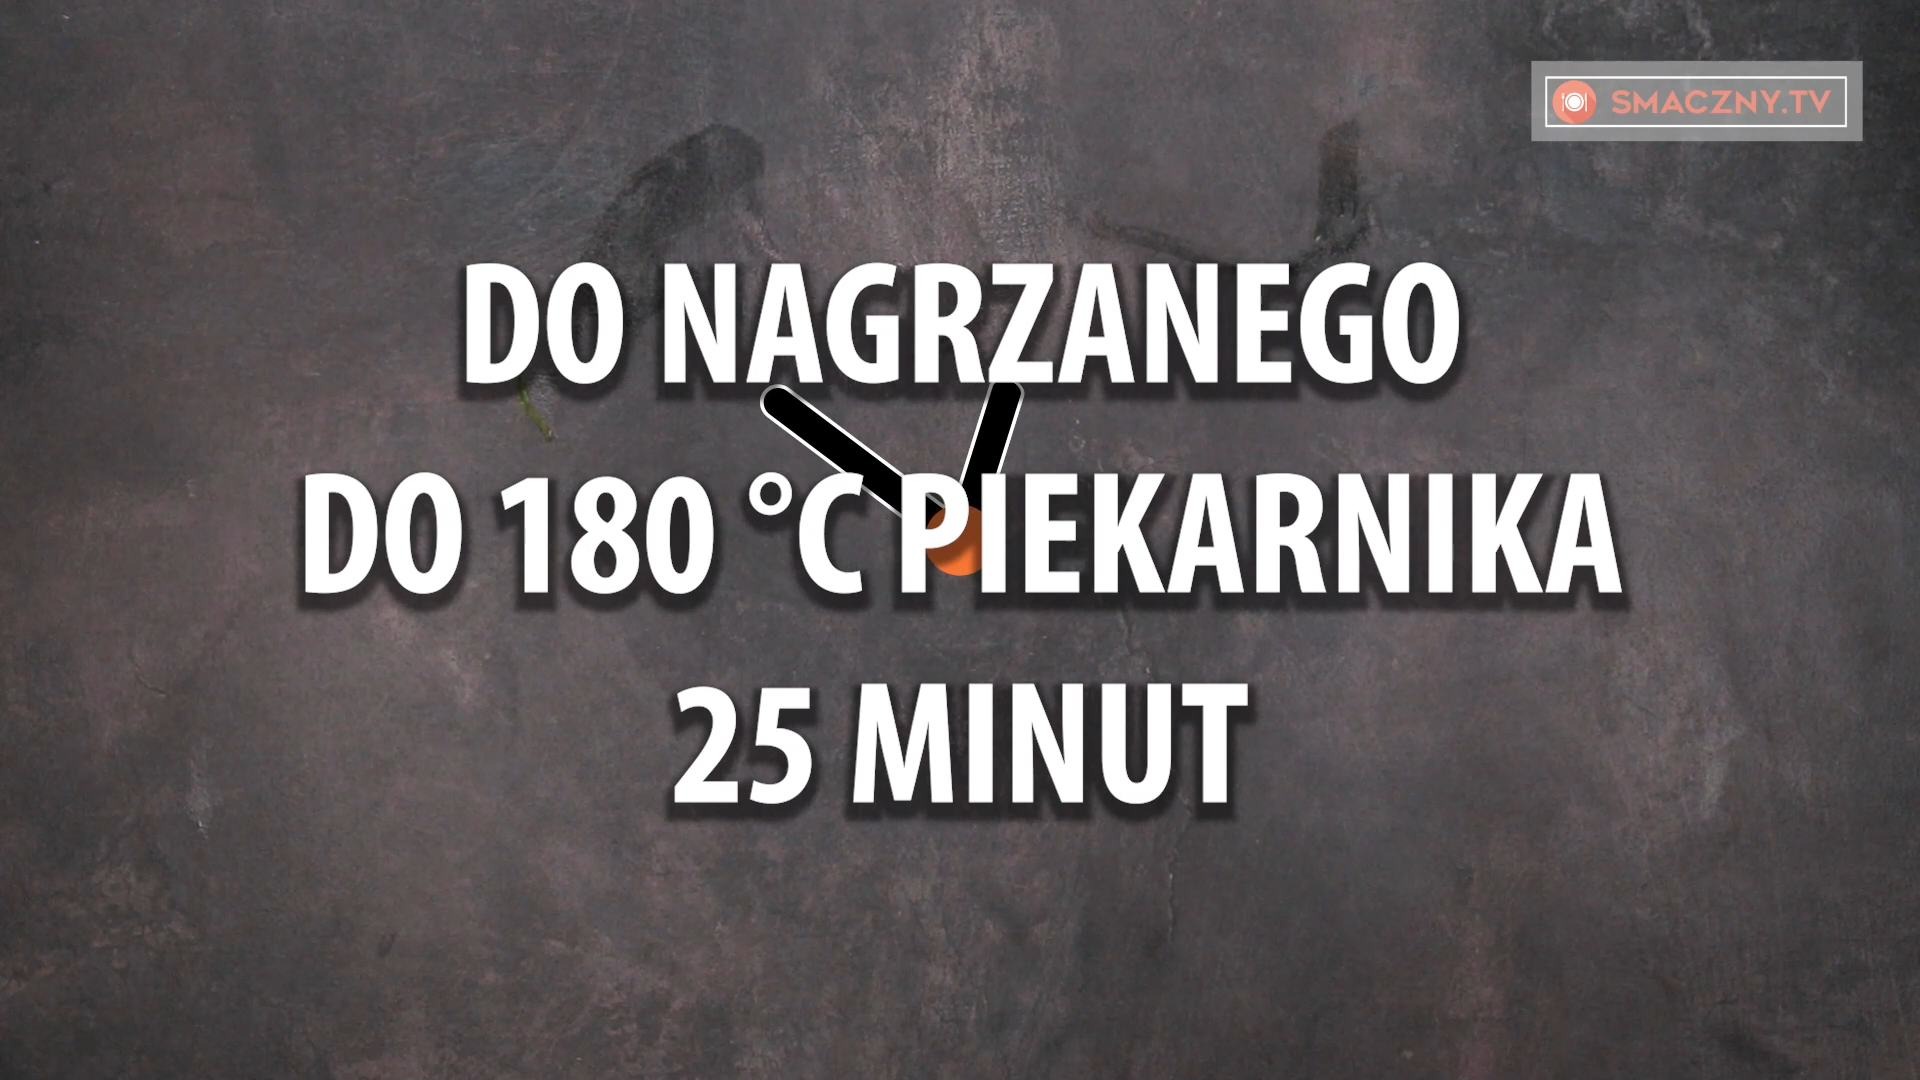 SMACZNY.TV
DO NAGRZANEGO
DO 180 °C PIEKARNIKA
25 MINUT